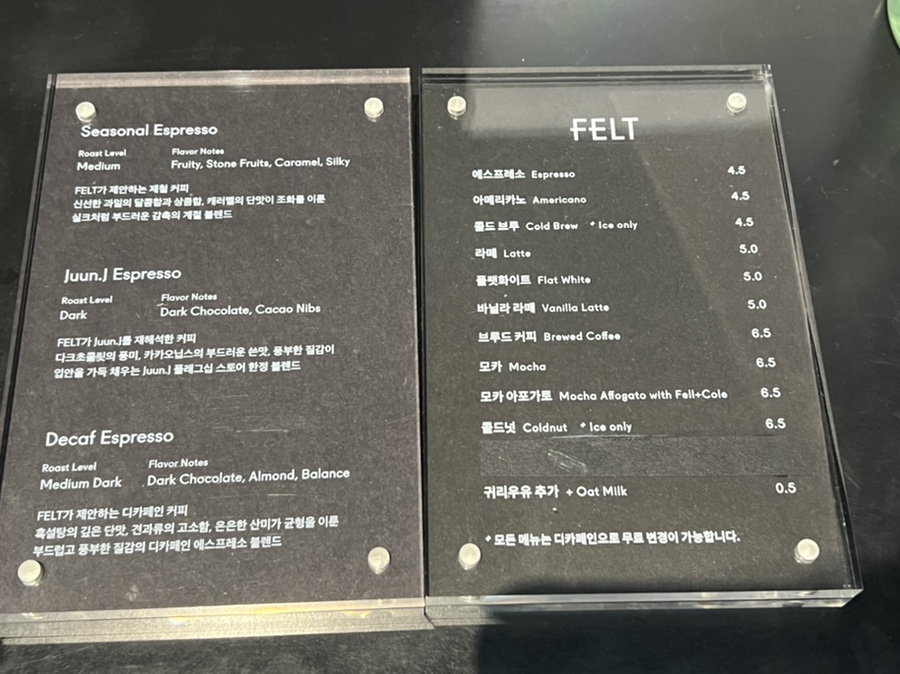 Seasonal Espresso
Roast Level Flavor Notes
Medium Fruity, Stone Fruits, Caramel, Silky
FELT가 제안하는 제철 커피
신선한 과일의 달콤함과 상큼함, 캐러멜의 단맛이 조화를 이룬
실크처럼 부드러운 감촉의 계절 블렌드
Juun.J Espresso
Roast Level Flavor Notes
Dark Dark Chocolate, Cacao Nibs
FELT가 Juun.J를 재해석한 커피
다크초콜릿의 풍미, 카카오닙스의 부드러운 쓴맛, 풍부한 질감이
입안을 가득 채우는 Juun.J 플래그십 스토어 한정 블렌드
Decaf Espresso
Roast Level Flavor Notes
Medium Dark Dark Chocolate, Almond, Balance
FELT가 제안하는 디카페인 커피
흑설탕의 깊은 단맛, 견과류의 고소함, 은은한 산미가 균형을 이룬
부드럽고 풍부한 질감의 디카페인 에스프레소 블렌드
FELT
에스프레소 Espresso 4.5
아메리카노 Americano 4.5
콜드 브루 Cold Brew * Ice only 4.5
라떼 Latte 5.0
플랫화이트 Flat White 5.0
바닐라 라떼 Vanilla Latte 5.0
브루드 커피 Brewed Coffee 6.5
모카 Mocha 6.5
모카 아포가토 Mocha Affogato with Fell+Cole 6.5
콜드넛 Coldnut * Ice only 6.5
귀리우유 추가 + Oat Milk 0.5
* 모든 메뉴는 디카페인으로 무료 변경이 가능합니다.